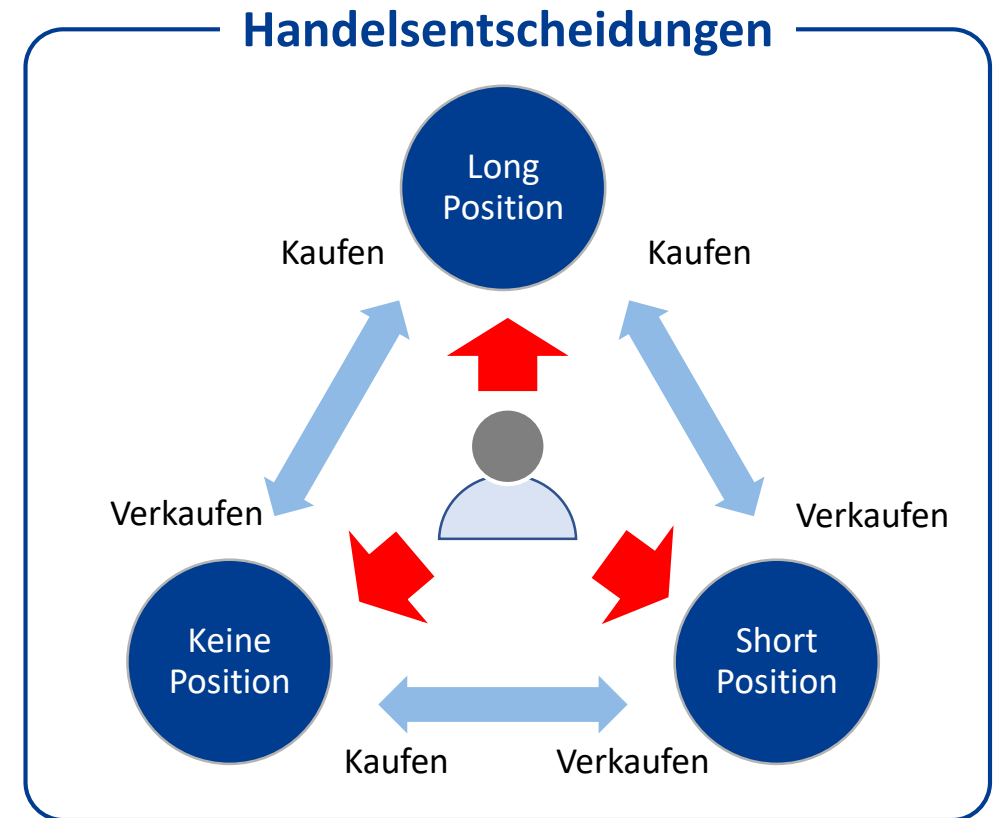 Handelsentscheidungen
Long
Position
Kaufen
Kaufen
Verkaufen
Verkaufen
Keine
Position
Short
Position
Kaufen
Verkaufen